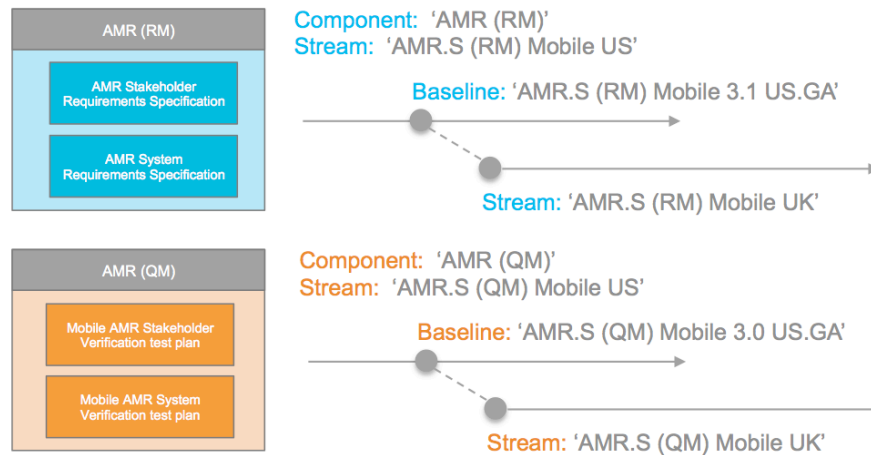 AMR (RM)
AMR Stakeholder
Requirements Specification
AMR System
Requirements Specification
Component: ‘AMR (RM)’
Stream: ‘AMR.S (RM) Mobile US’
Baseline: ‘AMR.S (RM) Mobile 3.1 US.GA’
Stream: ‘AMR.S (RM) Mobile UK’
AMR (QM)
Mobile AMR Stakeholder
Verification test plan
Mobile AMR System
Verification test plan
Component: ‘AMR (QM)’
Stream: ‘AMR.S (QM) Mobile US’
Baseline: ‘AMR.S (QM) Mobile 3.0 US.GA’
Stream: ‘AMR.S (QM) Mobile UK’